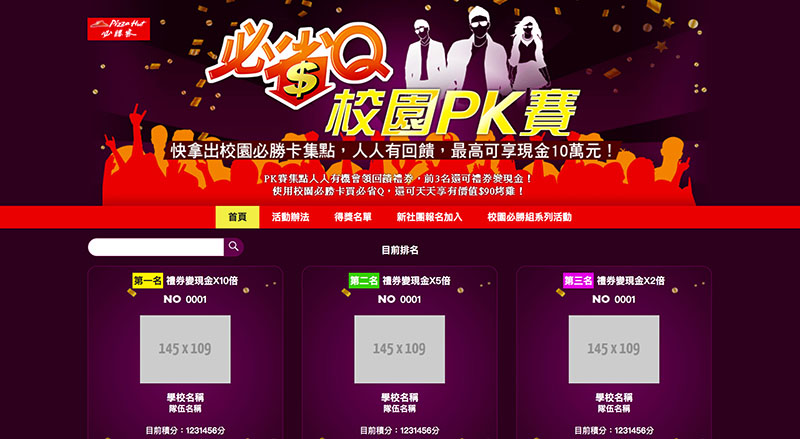 Pizza Hut
必勝客
必省Q
$
校園PK賽
快拿出校園必勝卡集點，人人有回饋，最高可享現金10萬元！
PK賽集點人人有機會領回饋禮券，前3名還可禮券變現金！
使用校園必勝卡買必省Q，還可天天享有價值$90烤雞！
首頁 活動辦法 得獎名單 新社團報名加入 校園必勝組系列活動
目前排名
第一名 禮券變現金X10倍
NO 0001
145 x 109
學校名稱
隊伍名稱
目前積分：1231456分
第二名 禮券變現金X5倍
NO 0001
145 x 109
學校名稱
隊伍名稱
目前積分：1231456分
第三名 禮券變現金X2倍
NO 0001
145 x 109
學校名稱
隊伍名稱
目前積分：1231456分